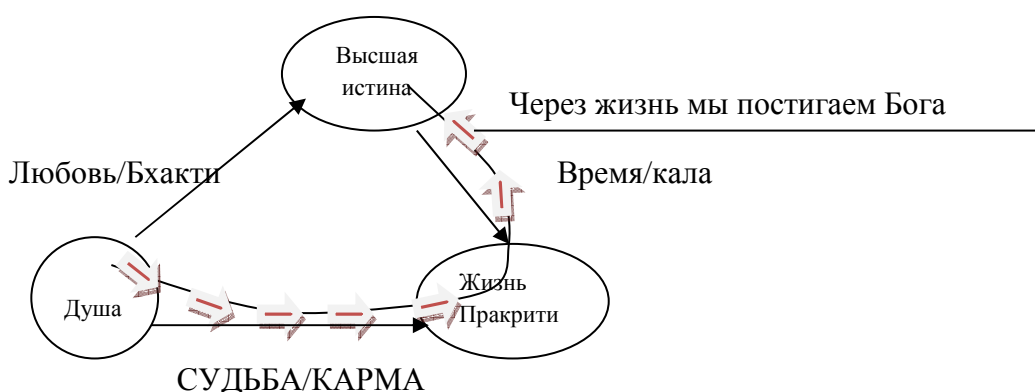 Высшая
истина
Через жизнь мы постигаем Бога
Любовь/Бхакти
Время/кала
Душа
Жизнь
Пракрити
СУДЬБА/КАРМА